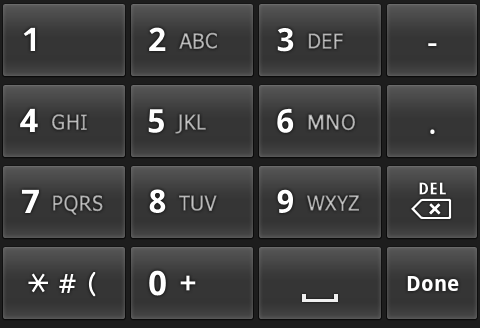 1 2 ABC 3 DEF -
4 GHI 5 JKL 6 MNO .
7 PQRS 8 TUV 9 WXYZ DEL
* # ( 0 + Done